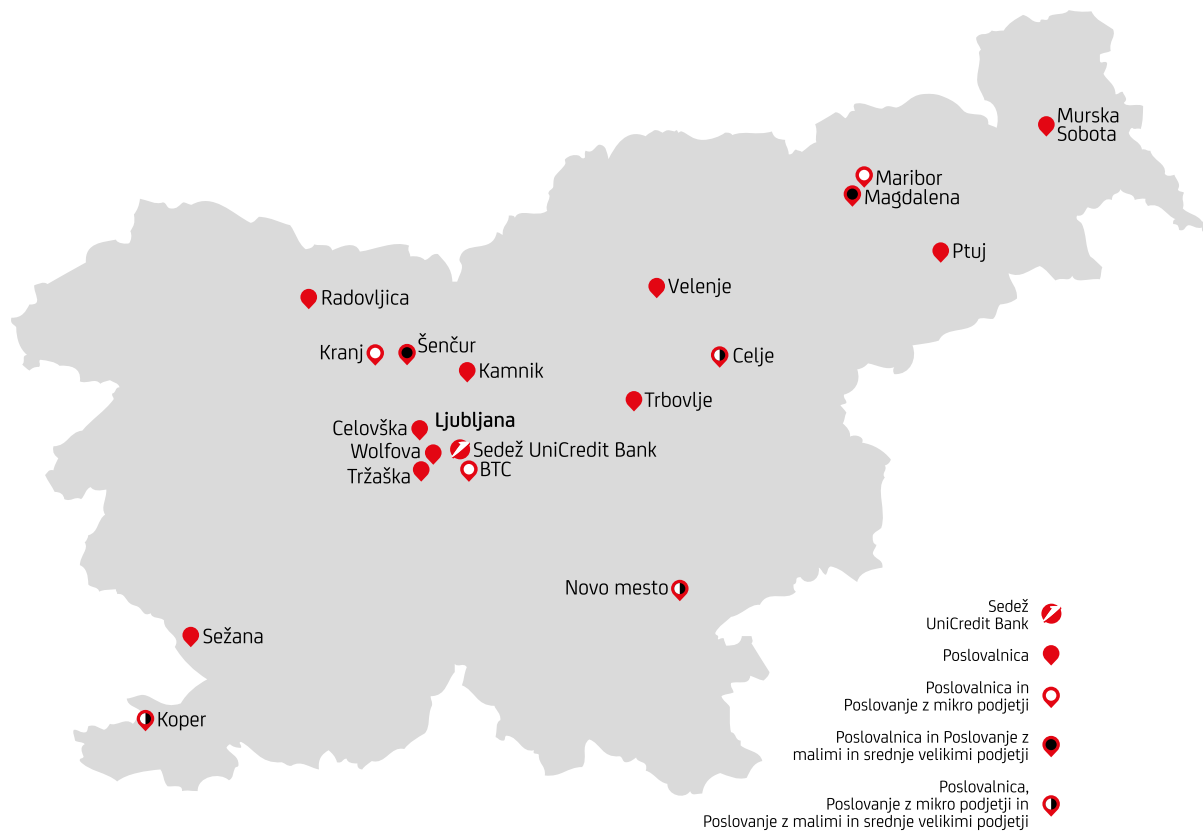 Murska
Sobota
Maribor
Magdalena
Ptuj
Velenje
Radovljica
Kranj
Šenčur
Celje
Kamnik
Trbovlje
Ljubljana
Celovška
Wolfova
Sedež UniCredit Bank
Tržaška
BTC
Novo mesto
Sežana
Koper
Sedež
UniCredit Bank
Poslovalnica
Poslovalnica in
Poslovanje z mikro podjetji
Poslovalnica in Poslovanje z
malimi in srednje velikimi podjetji
Poslovalnica,
Poslovanje z mikro podjetji in
Poslovanje z malimi in srednje velikimi podjetji